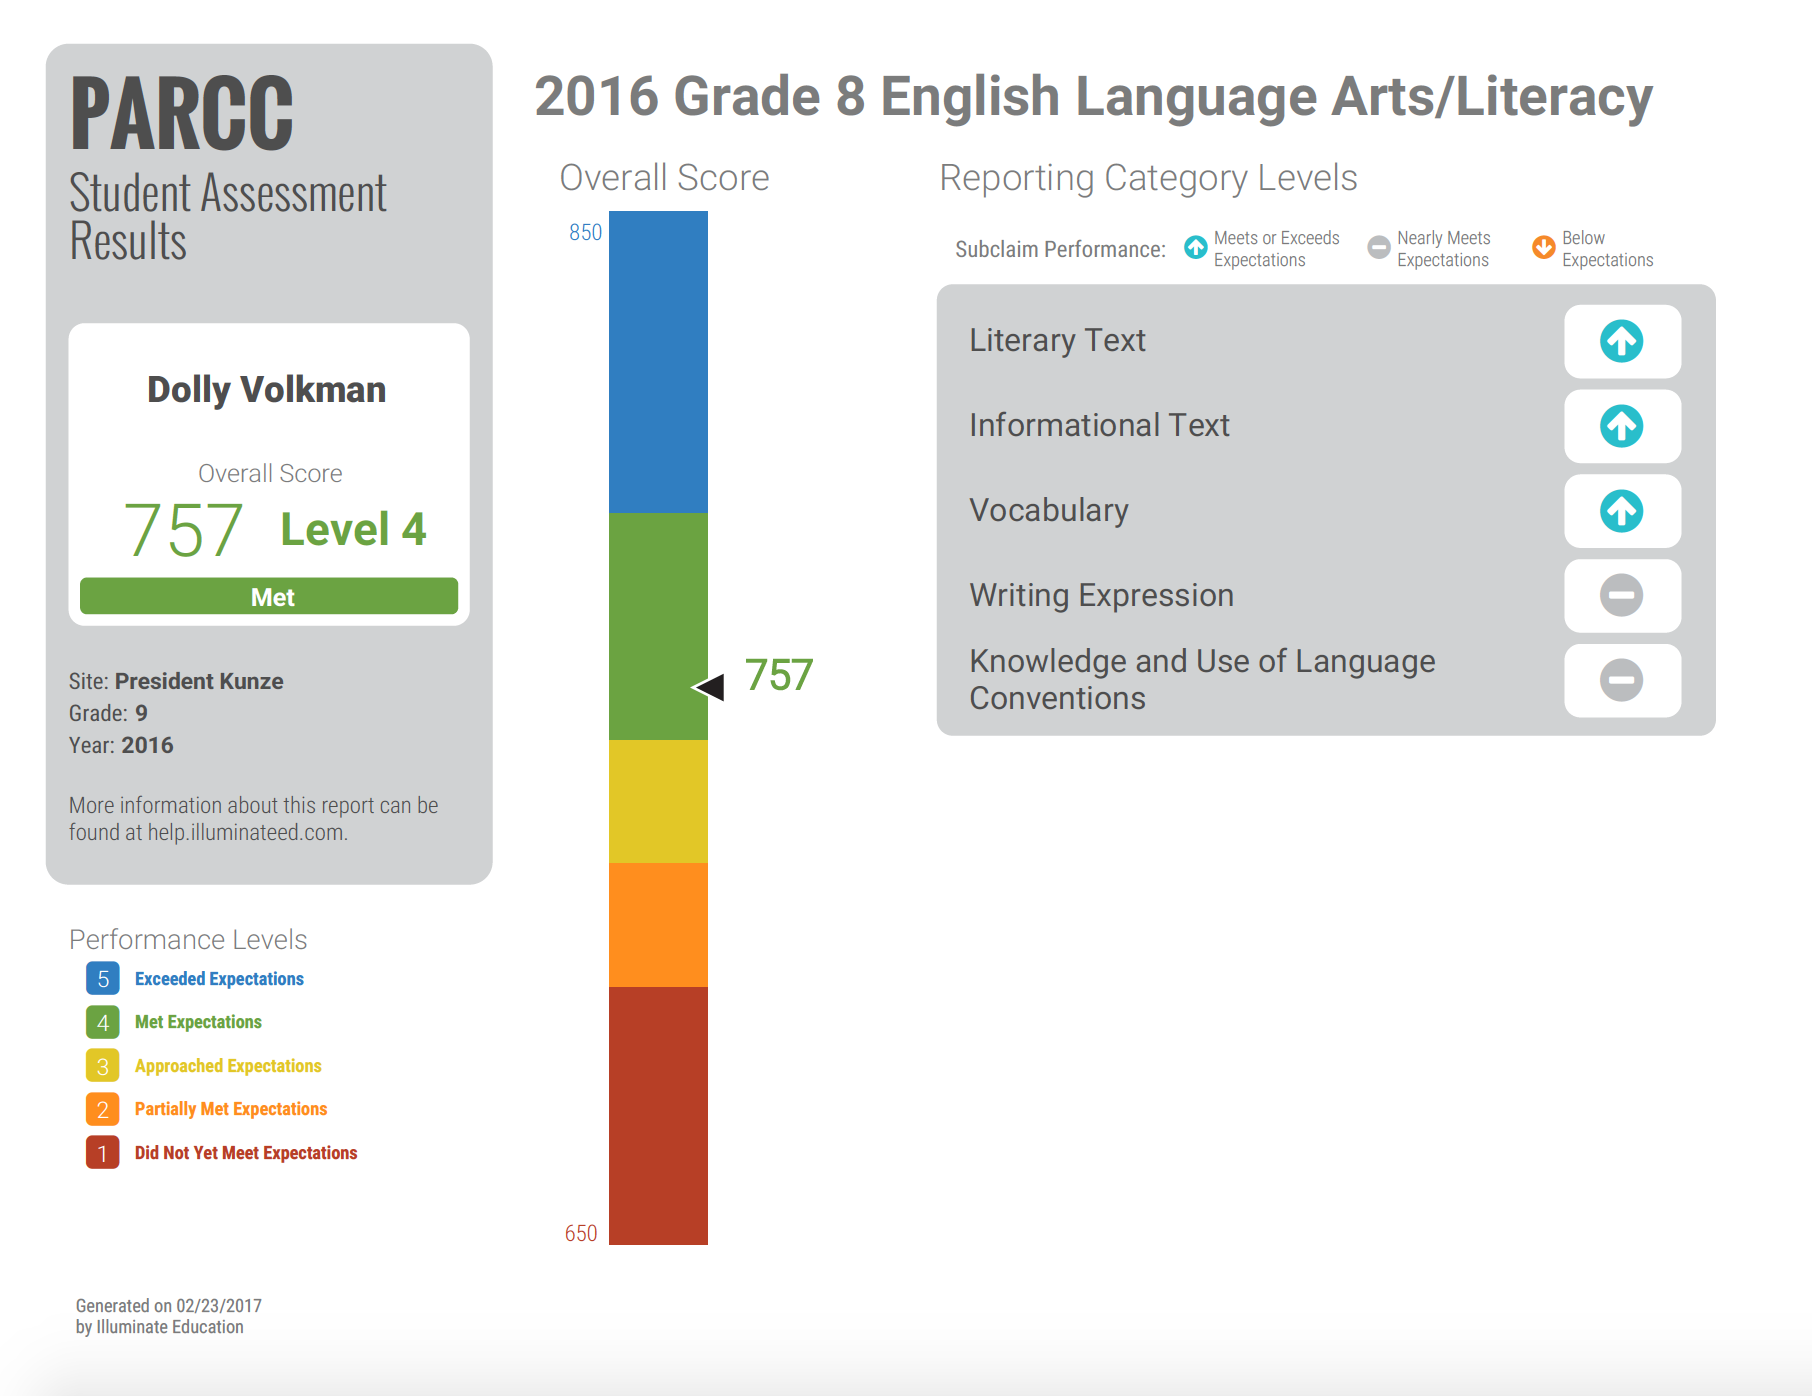 PARCC
Student Assessment
Results
Dolly Volkman
Overall Score
757 Level 4
Met
Site: President Kunze
Grade: 9
Year: 2016
More information about this report can be
found at help.illuminateed.com.
Performance Levels
5 Exceeded Expectations
4 Met Expectations
3 Approached Expectations
2 Partially Met Expectations
1 Did Not Yet Meet Expectations
Generated on 02/23/2017
by Illuminate Education
2016 Grade 8 English Language Arts/Literacy
Overall Score
850
757
650
Reporting Category Levels
Subclaim Performance:
Meets or Exceeds
Expectations
Nearly Meets
Expectations
Below
Expectations
Literary Text
Informational Text
Vocabulary
Writing Expression
Knowledge and Use of Language
Conventions